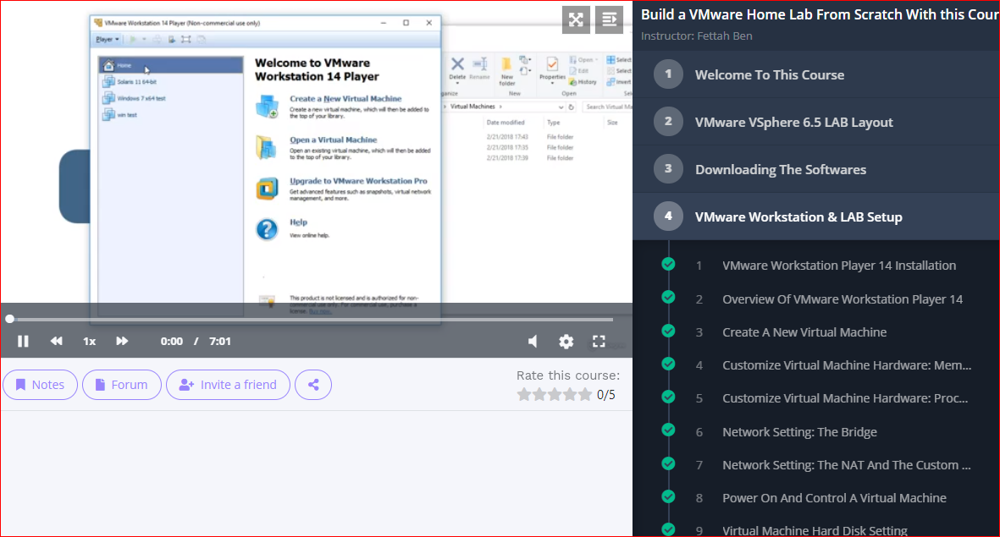 VMware Workstation 14 Player (Non-commercial use only)
Player
Home
Solaris 11 64-bit
Windows 7 x64 test
win test
Welcome to VMware
Workstation 14 Player
Create a New Virtual Machine
Create a new virtual machine, which will then be added to
the top of your library.
Open a Virtual Machine
Open an existing virtual machine, which will then be added
to the top of your library.
Upgrade to VMware Workstation Pro
Get advanced features such as snapshots, virtual network
management, and more.
Help
View online help.
This product is not licensed and is authorized for non-
commercial use only. For commercial use, purchase a
license. Buy now.
Delete
Rename
New
folder
Properties
Open
Edit
History
Select
Select
Invert
New
Open
Virtual Machines
Search Virtual Ma
Date modified
Type
Size
2/21/2018 17:43
File folder
2/21/2018 17:35
File folder
2/21/2018 17:39
File folder
1x
0:00 / 7:01
Notes
Forum
Invite a friend
Rate this course:
0/5
Build a VMware Home Lab From Scratch With this Cour
Instructor: Fettah Ben
1 Welcome To This Course
2 VMware VSphere 6.5 LAB Layout
3 Downloading The Softwares
4 VMware Workstation & LAB Setup
1 VMware Workstation Player 14 Installation
2 Overview Of VMware Workstation Player 14
3 Create A New Virtual Machine
4 Customize Virtual Machine Hardware: Mem...
5 Customize Virtual Machine Hardware: Proc...
6 Network Setting: The Bridge
7 Network Setting: The NAT And The Custom ...
8 Power On And Control A Virtual Machine
9 Virtual Machine Hard Disk Setting